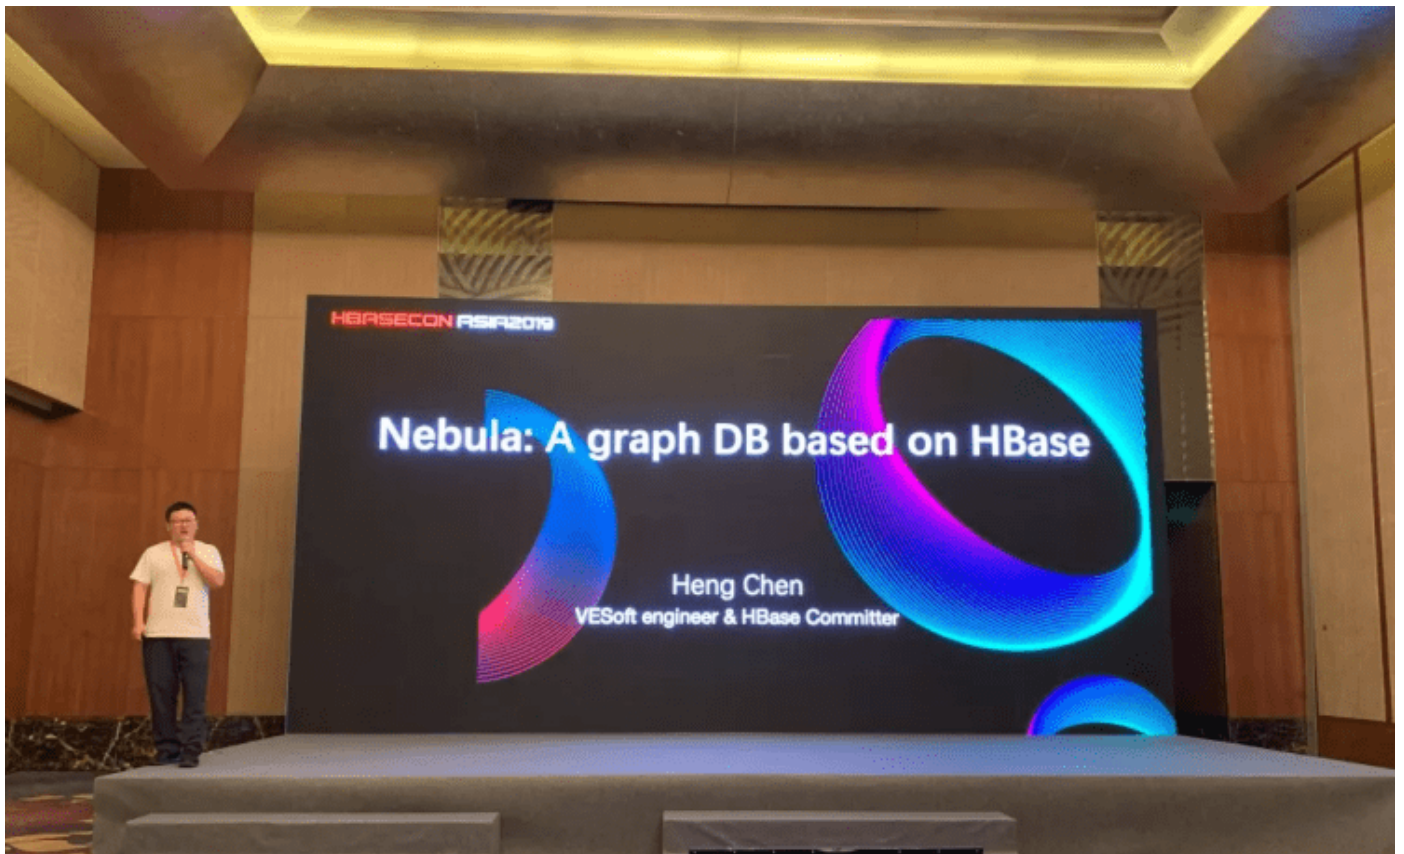 HBASECON ASIA2019
Nebula: A graph DB based on HBase
Heng Chen
VESoft engineer & HBase Committer